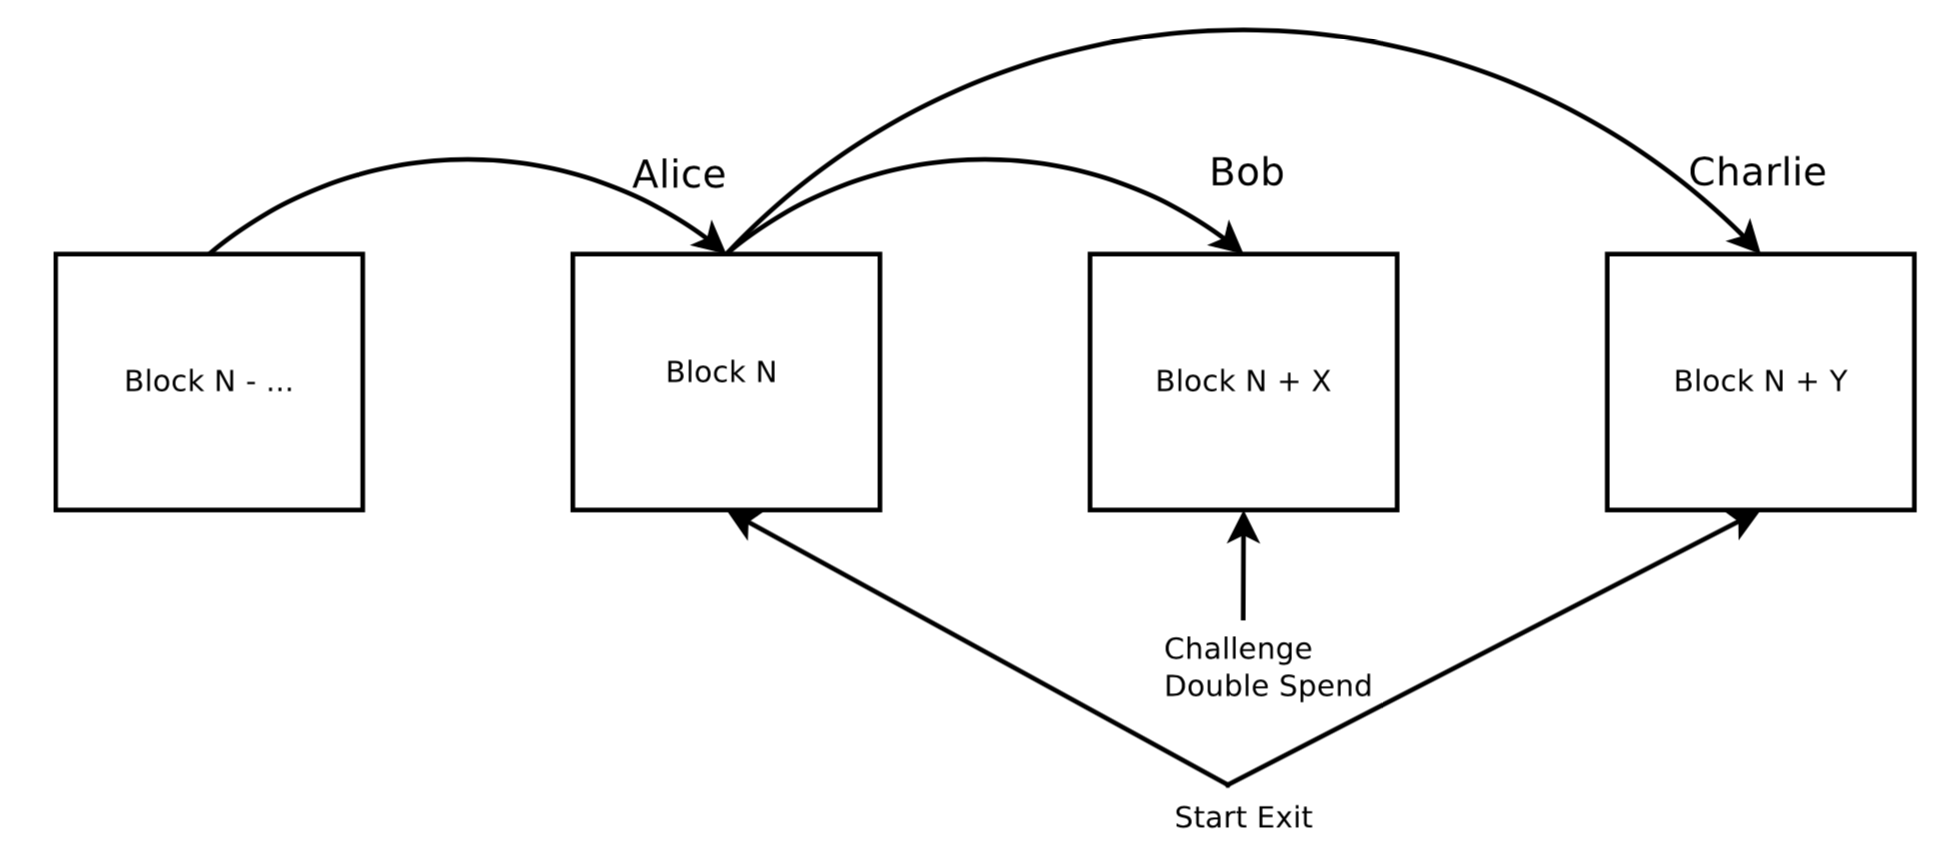 Alice
Bob
Charlie
Block N - ...
Block N
Block N + X
Block N + Y
Challenge
Double Spend
Start Exit